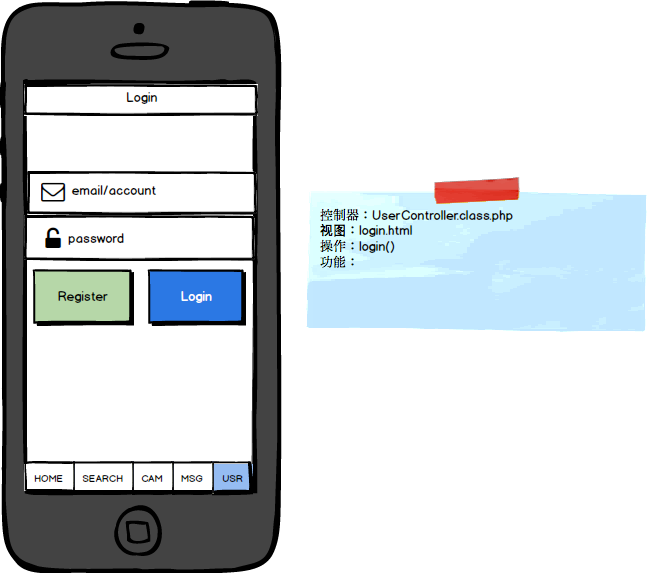 Login
email/account
password
Register
Login
HOME SEARCH CAM MSG USR
控制器：UserController.class.php
视图：login.html
操作：login()
功能：